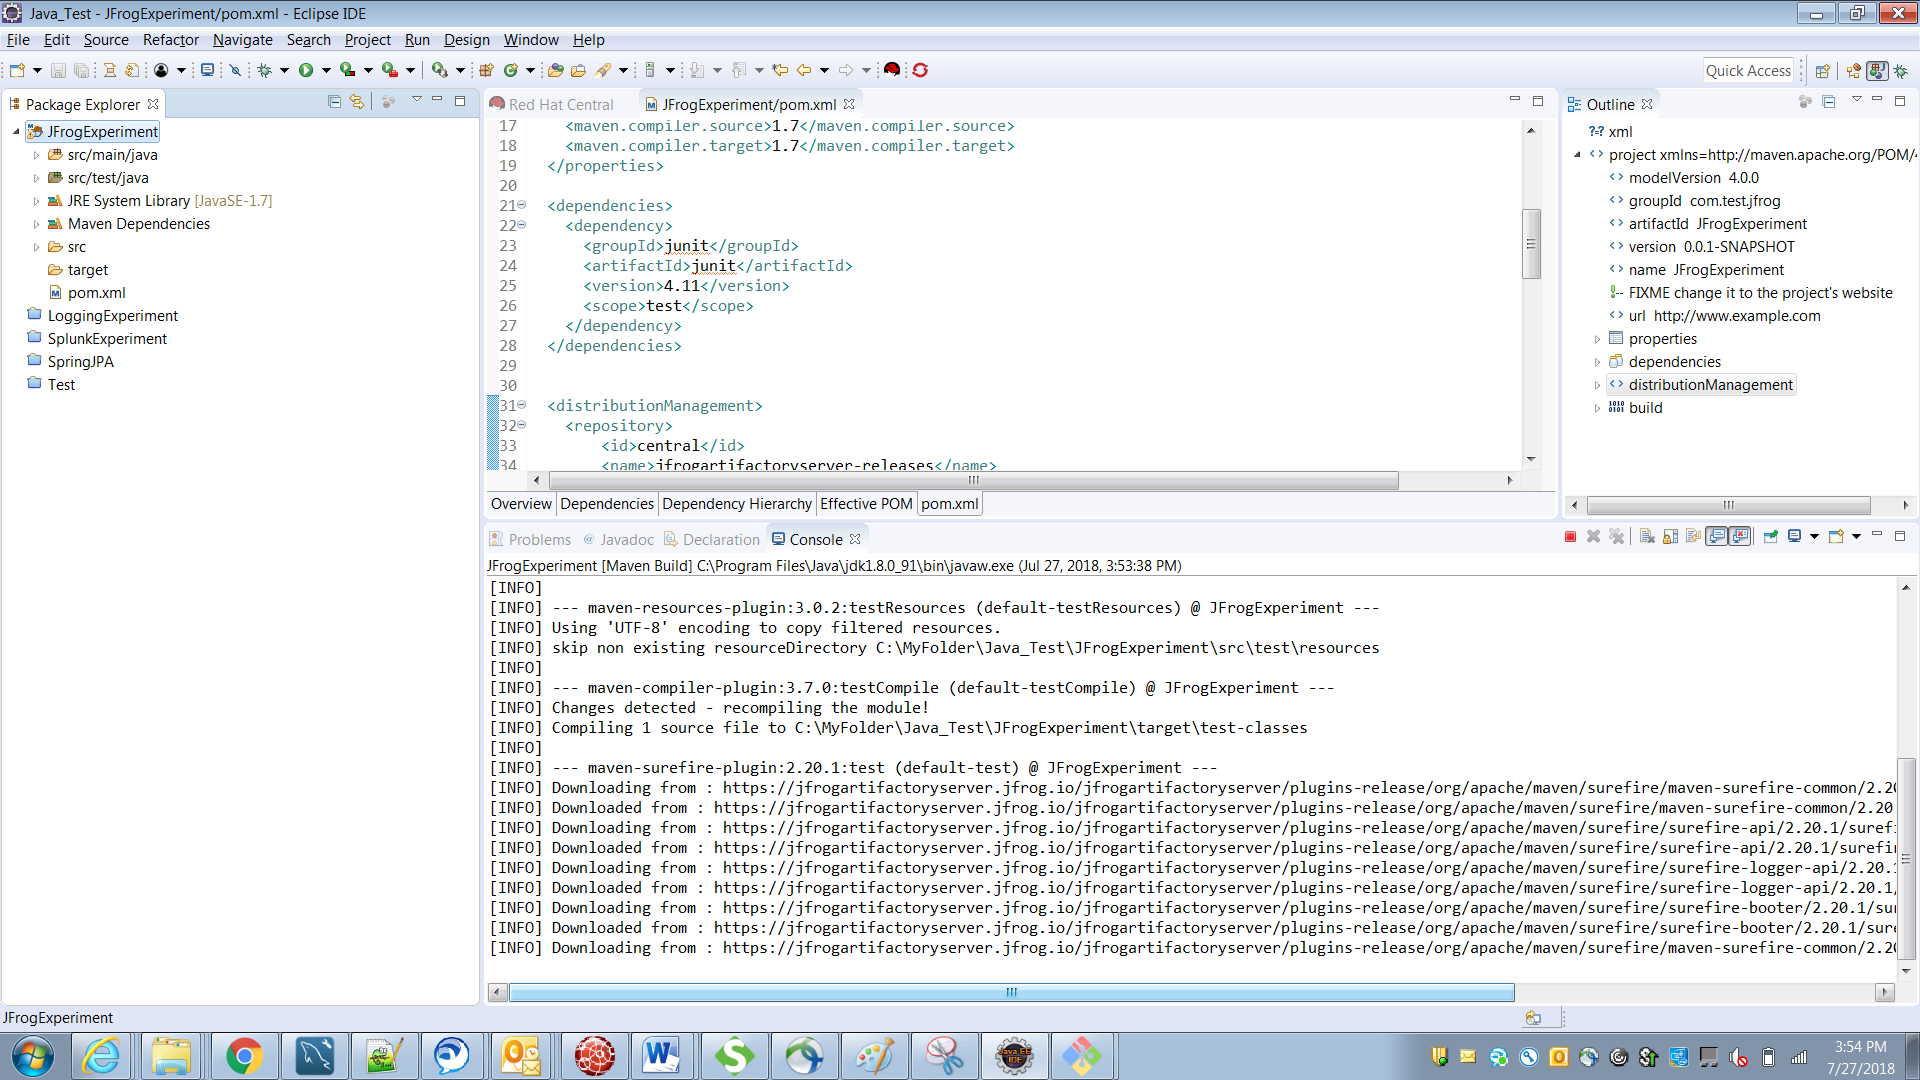 Java_Test - JFrogExperiment/pom.xml - Eclipse IDE
File Edit Source Refactor Navigate Search Project Run Design Window Help
Quick Access
Package Explorer
JFrogExperiment
src/main/java
src/test/java
JRE System Library [JavaSE-1.7]
Maven Dependencies
src
target
pom.xml
LoggingExperiment
SplunkExperiment
SpringJPA
Test
Red Hat Central JFrogExperiment/pom.xml
17 <maven.compiler.source>1.7</maven.compiler.source>
18 <maven.compiler.target>1.7</maven.compiler.target>
19 </properties>
20
21 <dependencies>
22 <dependency>
23 <groupId>junit</groupId>
24 <artifactId>junit</artifactId>
25 <version>4.11</version>
26 <scope>test</scope>
27 </dependency>
28 </dependencies>
29
30
31 <distributionManagement>
32 <repository>
33 <id>central</id>
34 <name>jfrogartifactoryserver-releases</name>
Overview Dependencies Dependency Hierarchy Effective POM pom.xml
Outline
?-? xml
project xmlns=http://maven.apache.org/POM/4
modelVersion 4.0.0
groupId com.test.jfrog
artifactId JFrogExperiment
version 0.0.1-SNAPSHOT
name JFrogExperiment
FIXME change it to the project's website
url http://www.example.com
properties
dependencies
distributionManagement
build
Problems @ Javadoc Declaration Console
JFrogExperiment [Maven Build] C:\Program Files\Java\jdk1.8.0_91\bin\javaw.exe (Jul 27, 2018, 3:53:38 PM)
[INFO]
[INFO] --- maven-resources-plugin:3.0.2:testResources (default-testResources) @ JFrogExperiment ---
[INFO] Using 'UTF-8' encoding to copy filtered resources.
[INFO] skip non existing resourceDirectory C:\MyFolder\Java_Test\JFrogExperiment\src\test\resources
[INFO]
[INFO] --- maven-compiler-plugin:3.7.0:testCompile (default-testCompile) @ JFrogExperiment ---
[INFO] Changes detected - recompiling the module!
[INFO] Compiling 1 source file to C:\MyFolder\Java_Test\JFrogExperiment\target\test-classes
[INFO]
[INFO] --- maven-surefire-plugin:2.20.1:test (default-test) @ JFrogExperiment ---
[INFO] Downloading from : https://jfrogartifactoryserver.jfrog.io/jfrogartifactoryserver/plugins-release/org/apache/maven/surefire/maven-surefire-common/2.20
[INFO] Downloaded from : https://jfrogartifactoryserver.jfrog.io/jfrogartifactoryserver/plugins-release/org/apache/maven/surefire/maven-surefire-common/2.20
[INFO] Downloading from : https://jfrogartifactoryserver.jfrog.io/jfrogartifactoryserver/plugins-release/org/apache/maven/surefire/surefire-api/2.20.1/suref
[INFO] Downloaded from : https://jfrogartifactoryserver.jfrog.io/jfrogartifactoryserver/plugins-release/org/apache/maven/surefire/surefire-api/2.20.1/surefi
[INFO] Downloading from : https://jfrogartifactoryserver.jfrog.io/jfrogartifactoryserver/plugins-release/org/apache/maven/surefire/surefire-logger-api/2.20.1
[INFO] Downloaded from : https://jfrogartifactoryserver.jfrog.io/jfrogartifactoryserver/plugins-release/org/apache/maven/surefire/surefire-logger-api/2.20.1/
[INFO] Downloading from : https://jfrogartifactoryserver.jfrog.io/jfrogartifactoryserver/plugins-release/org/apache/maven/surefire/surefire-booter/2.20.1/su
[INFO] Downloaded from : https://jfrogartifactoryserver.jfrog.io/jfrogartifactoryserver/plugins-release/org/apache/maven/surefire/surefire-booter/2.20.1/sure
[INFO] Downloading from : https://jfrogartifactoryserver.jfrog.io/jfrogartifactoryserver/plugins-release/org/apache/maven/surefire/maven-surefire-common/2.20
JFrogExperiment
Java EE
IDE
3:54 PM
7/27/2018